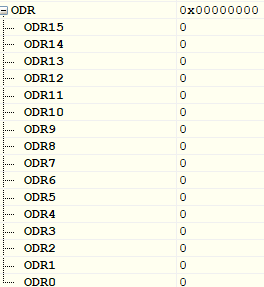 ODR 0x00000000
ODR15 0
ODR14 0
ODR13 0
ODR12 0
ODR11 0
ODR10 0
ODR9 0
ODR8 0
ODR7 0
ODR6 0
ODR5 0
ODR4 0
ODR3 0
ODR2 0
ODR1 0
ODR0 0